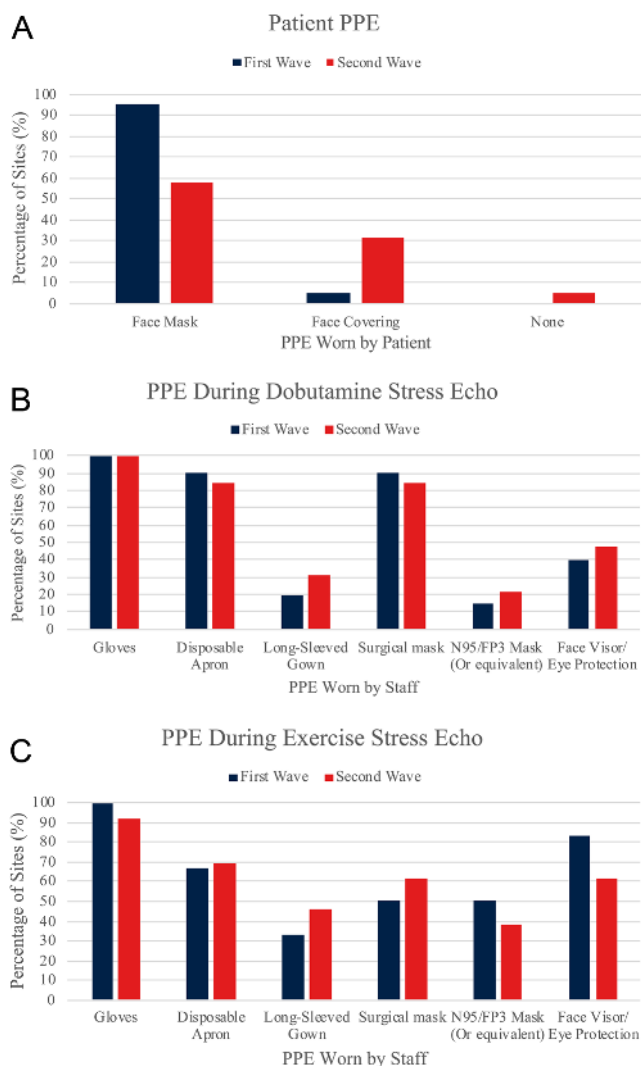 A
Patient PPE
First Wave Second Wave
Percentage of Sites (%)
100
90
80
70
60
50
40
30
20
10
0
Face Mask Face Covering None
PPE Worn by Patient
B
PPE During Dobutamine Stress Echo
First Wave Second Wave
Percentage of Sites (%)
100
90
80
70
60
50
40
30
20
10
0
Gloves Disposable Long-Sleeved Surgical mask N95/FP3 Mask Face Visor/
Apron Gown (Or equivalent) Eye Protection
PPE Worn by Staff
C
PPE During Exercise Stress Echo
First Wave Second Wave
Percentage of Sites (%)
100
90
80
70
60
50
40
30
20
10
0
Gloves Disposable Long-Sleeved Surgical mask N95/FP3 Mask Face Visor/
Apron Gown (Or equivalent) Eye Protection
PPE Worn by Staff